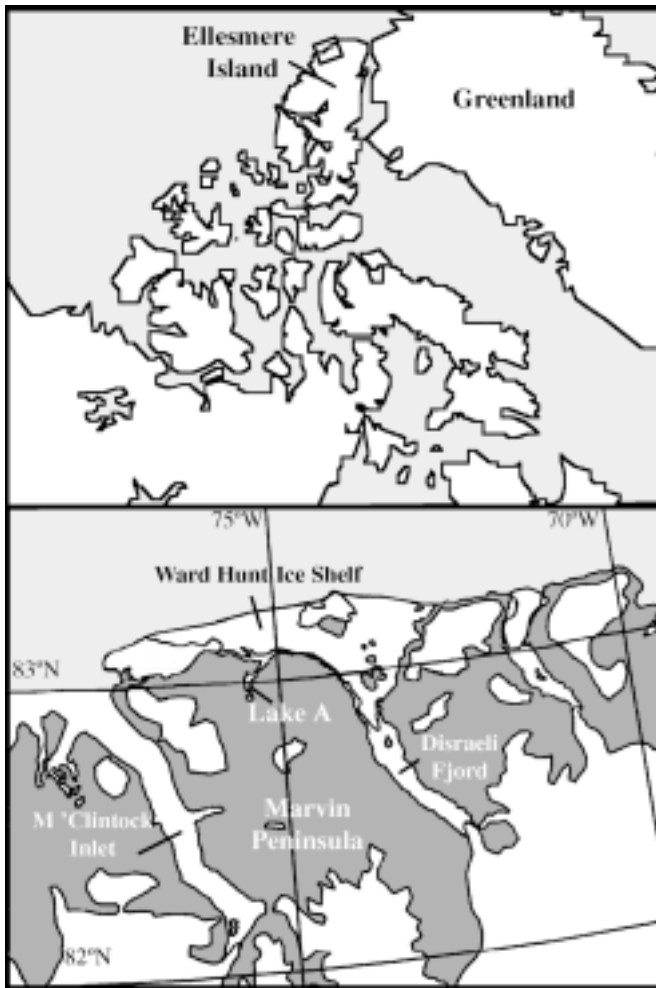 Ellesmere
Island
Greenland
75°W
70°W
Ward Hunt Ice Shelf
83°N
Lake A
Disraeli
Fjord
M 'Clintock
Inlet
Marvin
Peninsula
82°N